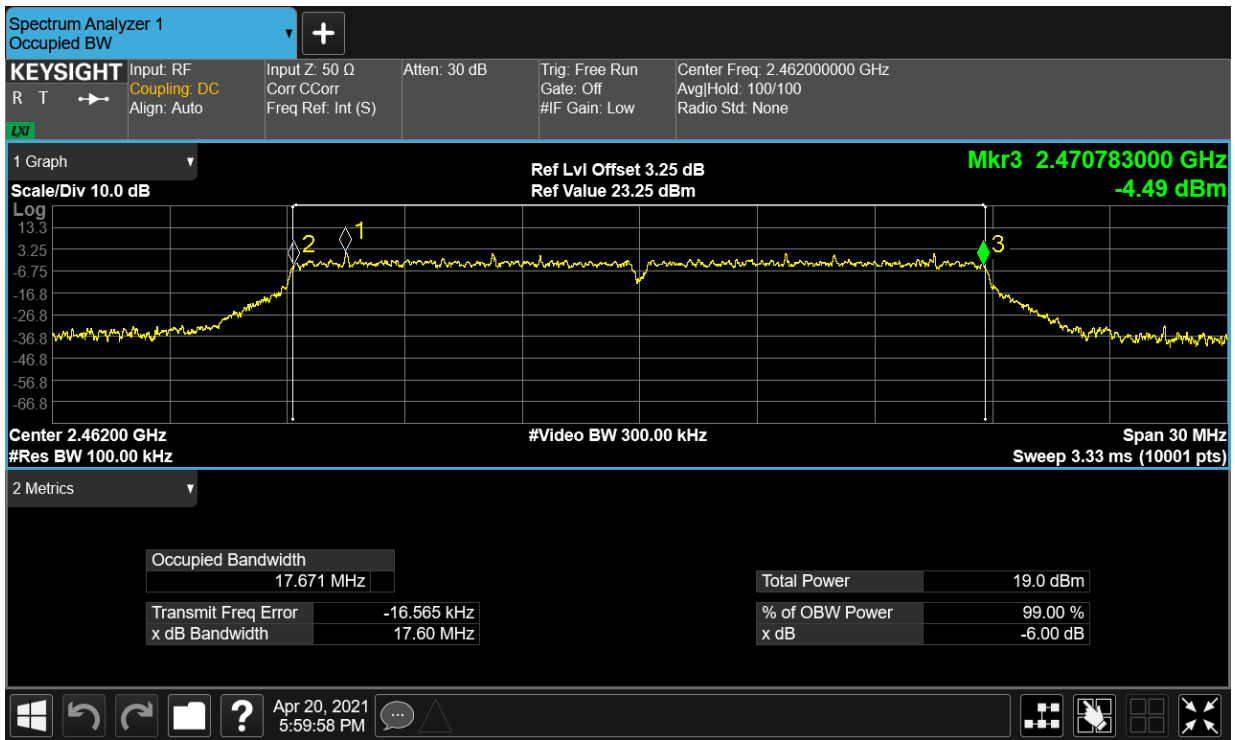 Spectrum Analyzer 1
Occupied BW
KEYSIGHT
R T
LXI
Input: RF
Coupling: DC
Align: Auto
Input Z: 50 Ω
Corr CCorr
Freq Ref: Int (S)
Atten: 30 dB
Trig: Free Run
Gate: Off
#IF Gain: Low
Center Freq: 2.462000000 GHz
Avg|Hold: 100/100
Radio Std: None
1 Graph
Scale/Div 10.0 dB
Ref Lvl Offset 3.25 dB
Ref Value 23.25 dBm
Mkr3 2.470783000 GHz
-4.49 dBm
Log
13.3
3.25
-6.75
-16.8
-26.8
-36.8
-46.8
-56.8
-66.8
2
1
3
Center 2.46200 GHz
#Video BW 300.00 kHz
Span 30 MHz
#Res BW 100.00 kHz
Sweep 3.33 ms (10001 pts)
2 Metrics
Occupied Bandwidth
17.671 MHz
Total Power 19.0 dBm
Transmit Freq Error -16.565 kHz
% of OBW Power 99.00 %
x dB Bandwidth 17.60 MHz
x dB -6.00 dB
?
Apr 20, 2021
5:59:58 PM